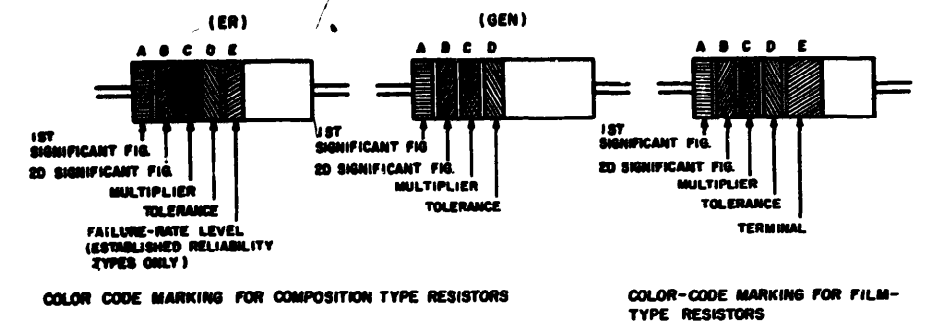 (ER)
A B C D E
1ST
SIGNIFICANT FIG.
2D SIGNIFICANT FIG.
MULTIPLIER
TOLERANCE
FAILURE-RATE LEVEL
(ESTABLISHED RELIABILITY
TYPES ONLY)
(GEN)
A B C D
1ST
SIGNIFICANT FIG
2D SIGNIFICANT FIG.
MULTIPLIER
TOLERANCE
COLOR CODE MARKING FOR COMPOSITION TYPE RESISTORS
A B C D E
1ST
SIGNIFICANT FIG.
2D SIGNIFICANT FIG.
MULTIPLIER
TOLERANCE
TERMINAL
COLOR-CODE MARKING FOR FILM-
TYPE RESISTORS